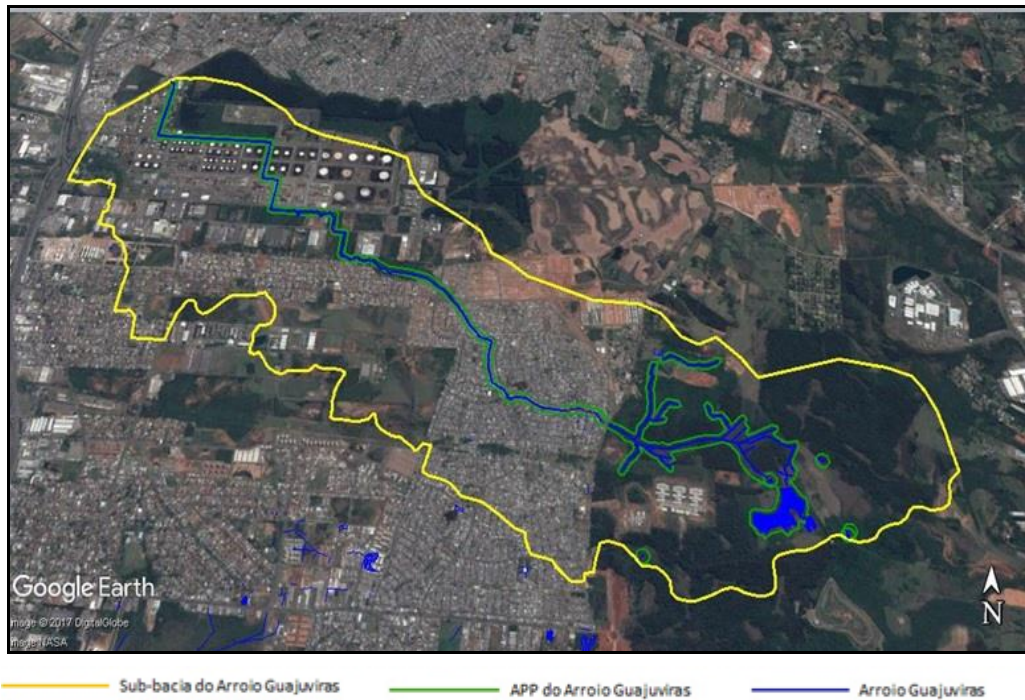 Google Earth
N
Image © 2017 DigitalGlobe
Image NASA
Sub-bacia do Arroio Guajuviras APP do Arroio Guajuviras Arroio Guajuviras